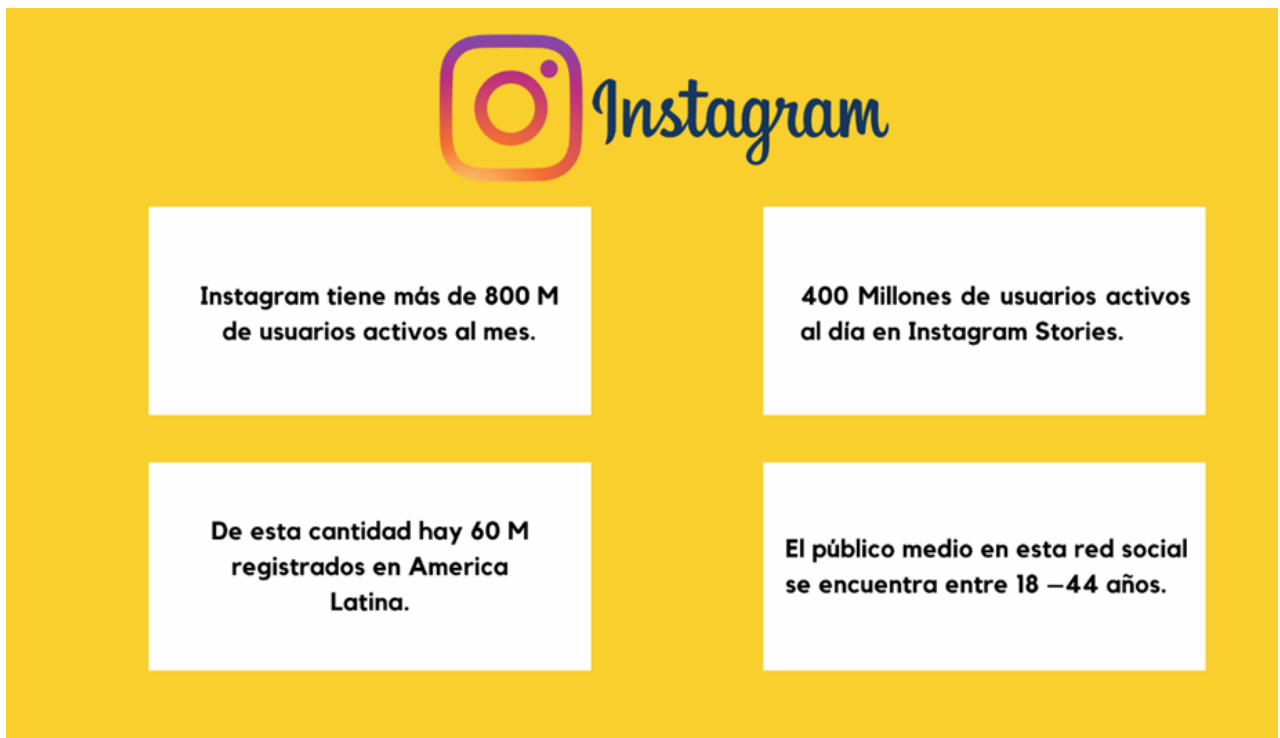 Instagram
Instagram tiene más de 800 M
de usuarios activos al mes.
400 Millones de usuarios activos
al día en Instagram Stories.
De esta cantidad hay 60 M
registrados en America
Latina.
El público medio en esta red social
se encuentra entre 18 –44 años.